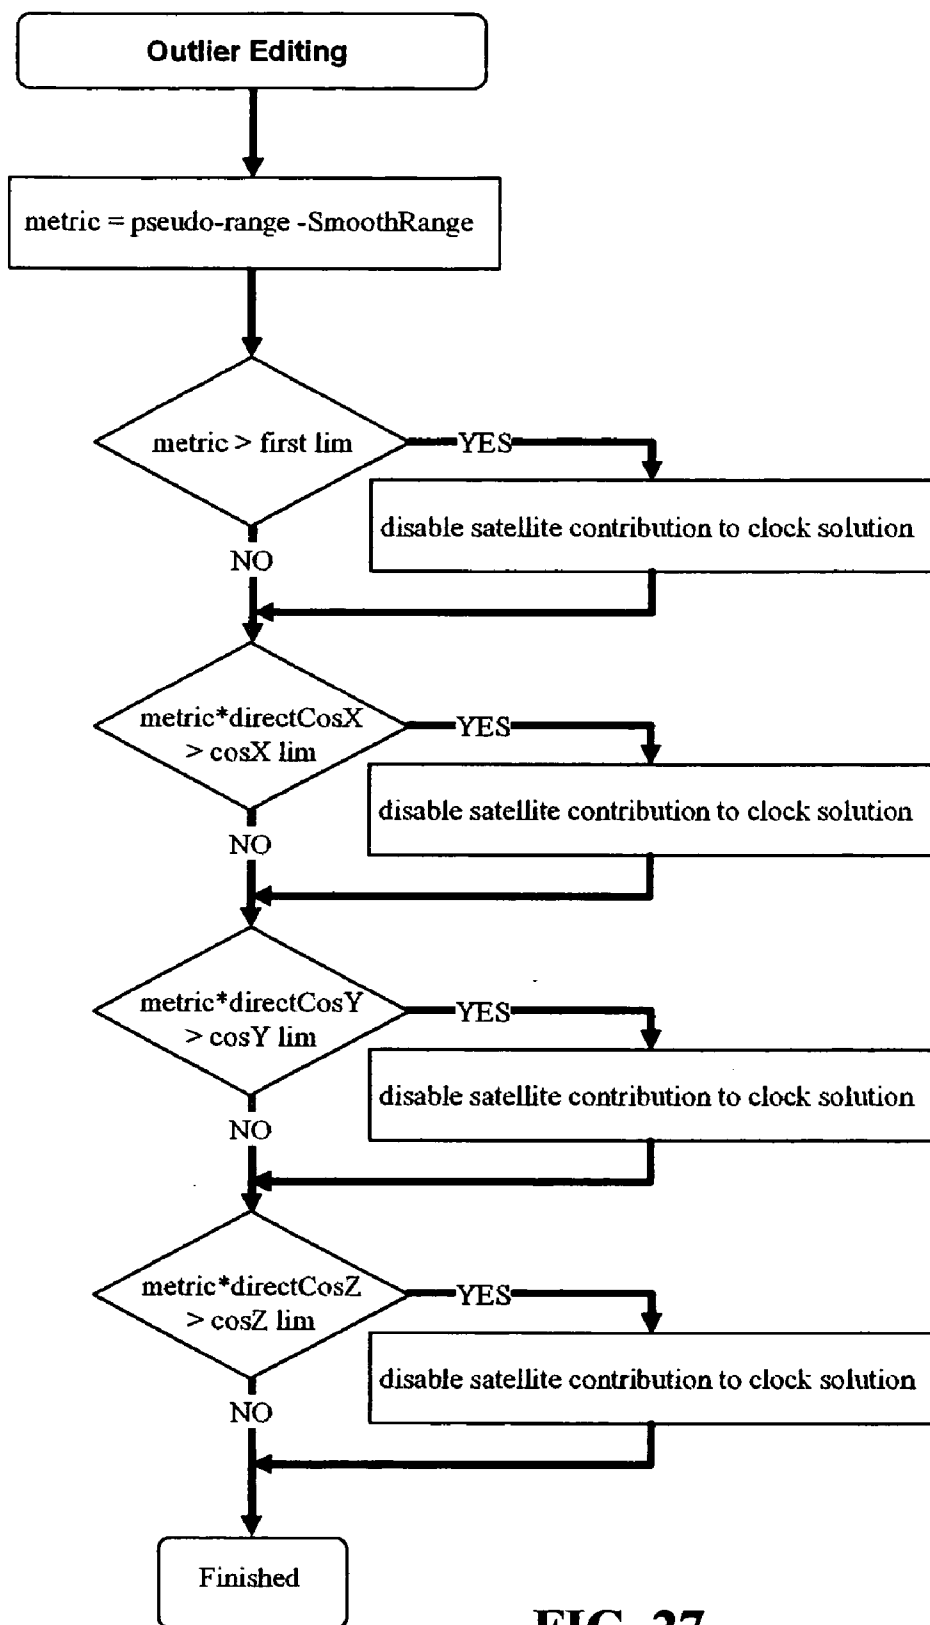 Outlier Editing
metric = pseudo-range -SmoothRange
metric > first lim
YES
disable satellite contribution to clock solution
NO
metric*directCosX
> cosX lim
YES
disable satellite contribution to clock solution
NO
metric*directCosY
> cosY lim
YES
disable satellite contribution to clock solution
NO
metric*directCosZ
> cosZ lim
YES
disable satellite contribution to clock solution
NO
Finished
FIG. 27